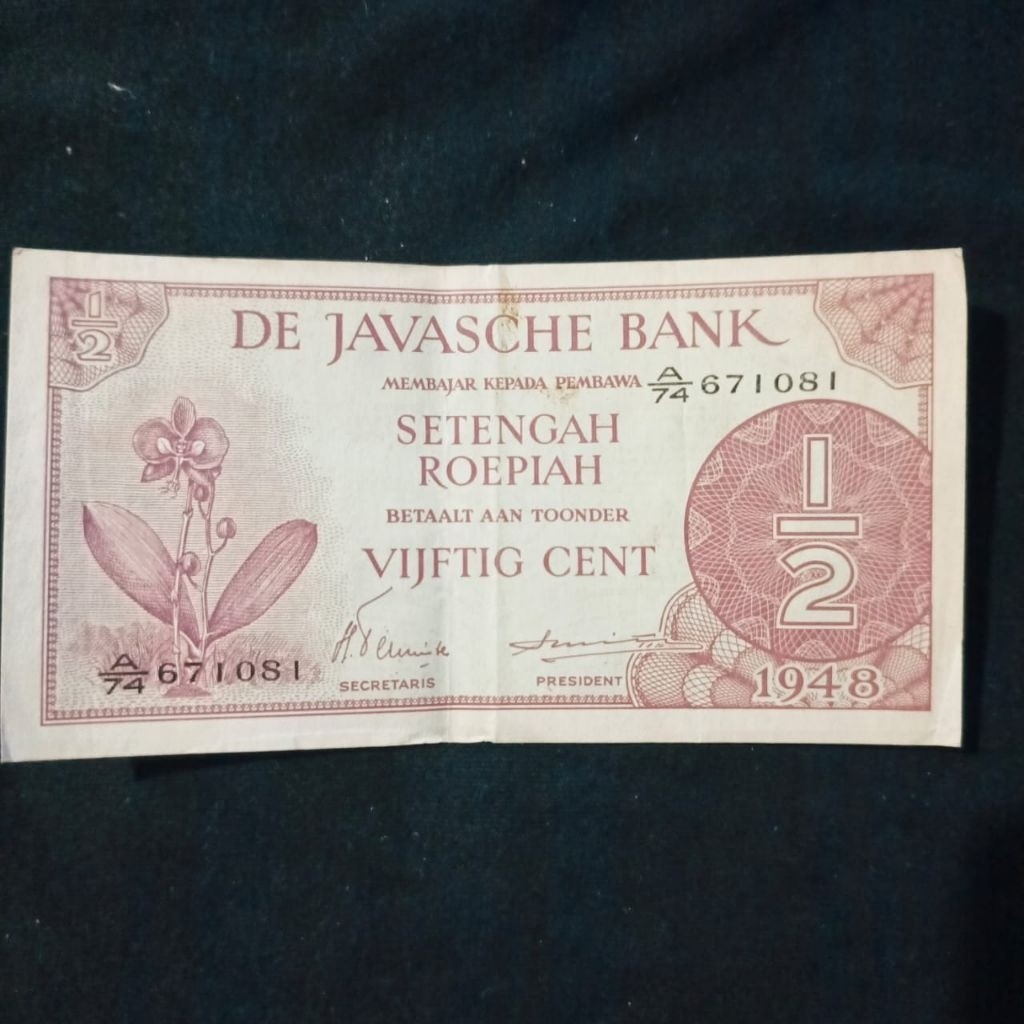 1/2
DE JAVASCHE BANK
MEMBAJAR KEPADA PEMBAWA
A/74 671081
SETENGAH
ROEPIAH
BETAALT AAN TOONDER
VIJFTIG CENT
1/2
A/74 671081
SECRETARIS
PRESIDENT
1948